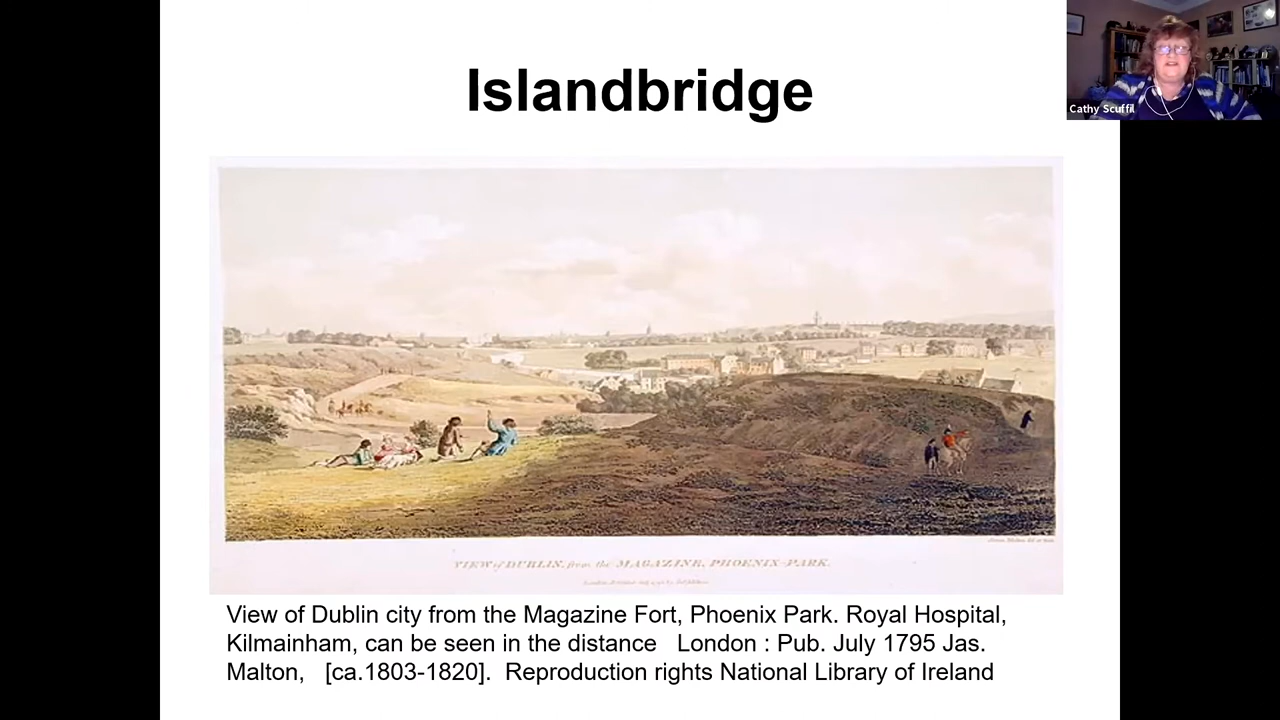 Islandbridge
Cathy Scuffil
VIEW of DUBLIN, from the MAGAZINE, PHOENIX-PARK.
View of Dublin city from the Magazine Fort, Phoenix Park. Royal Hospital,
Kilmainham, can be seen in the distance   London : Pub. July 1795 Jas.
Malton,   [ca.1803-1820].  Reproduction rights National Library of Ireland